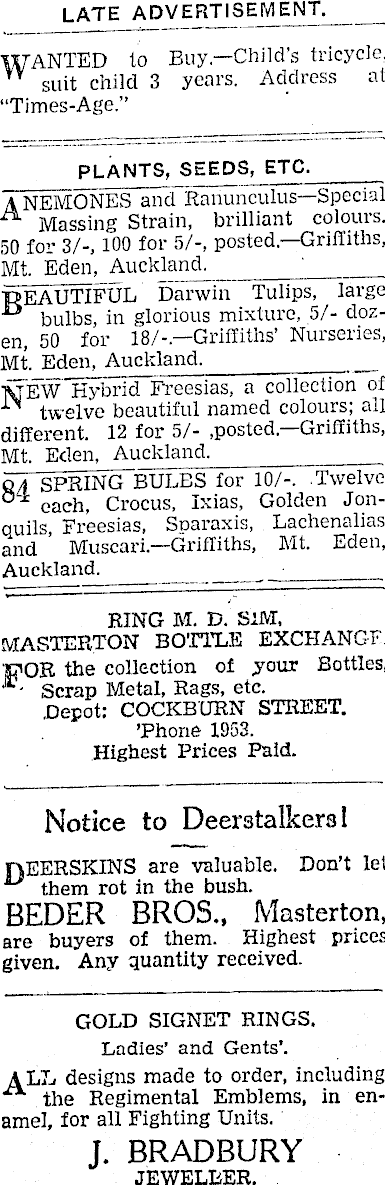 LATE ADVERTISEMENT.
WANTED to Buy.—Child's tricycle,
suit child 3 years. Address at
"Times-Age."
PLANTS, SEEDS, ETC.
ANEMONES and Ranunculus—Special
Massing Strain, brilliant colours.
50 for 3/-, 100 for 5/-, posted.—Griffiths,
Mt. Eden, Auckland.
BEAUTIFUL Darwin Tulips, large
bulbs, in glorious mixture, 5/- doz-
en, 50 for 18/-.—Griffiths' Nurseries,
Mt. Eden, Auckland.
NEW Hybrid Freesias, a collection of
twelve beautiful named colours; all
different. 12 for 5/- ,posted.—Griffiths,
Mt. Eden, Auckland.
84 SPRING BULBS for 10/-. Twelve
each, Crocus, Ixias, Golden Jon-
quils, Freesias, Sparaxis, Lachenalias
and Muscari.—Griffiths, Mt. Eden,
Auckland.
RING M. D. SIM,
MASTERTON BOTTLE EXCHANGE
FOR the collection of your Bottles,
Scrap Metal, Rags, etc.
Depot: COCKBURN STREET.
'Phone 1953.
Highest Prices Paid.
Notice to Deerstalkers!
DEERSKINS are valuable. Don't let
them rot in the bush.
BEDER BROS., Masterton,
are buyers of them. Highest prices
given. Any quantity received.
GOLD SIGNET RINGS.
Ladies' and Gents'.
ALL designs made to order, including
the Regimental Emblems, in en-
amel, for all Fighting Units.
J. BRADBURY
JEWELLER.